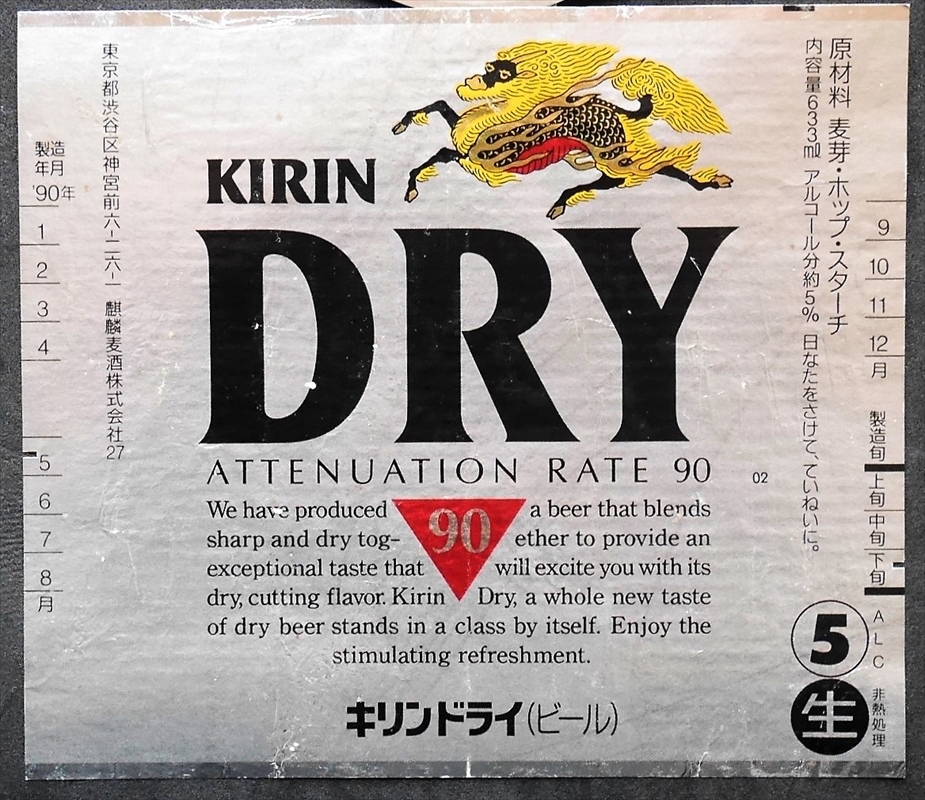 製造
年月
'90年
1
2
3
4
5
6
7
8
月
東京都渋谷区神宮前六-二六-一 麒麟麦酒株式会社27
KIRIN
DRY
ATTENUATION RATE 90
02
We have produced a beer that blends
90
sharp and dry tog- ether to provide an
exceptional taste that will excite you with its
dry, cutting flavor. Kirin Dry, a whole new taste
of dry beer stands in a class by itself. Enjoy the
stimulating refreshment.
キリンドライ(ビール)
原材料 麦芽・ホップ・スターチ
内容量633ml アルコール分約5% 日なたをさけて、ていねいに。
9
10
11
12
月
製造旬
上旬
中旬
下旬
5
ALC
生
非熱処理